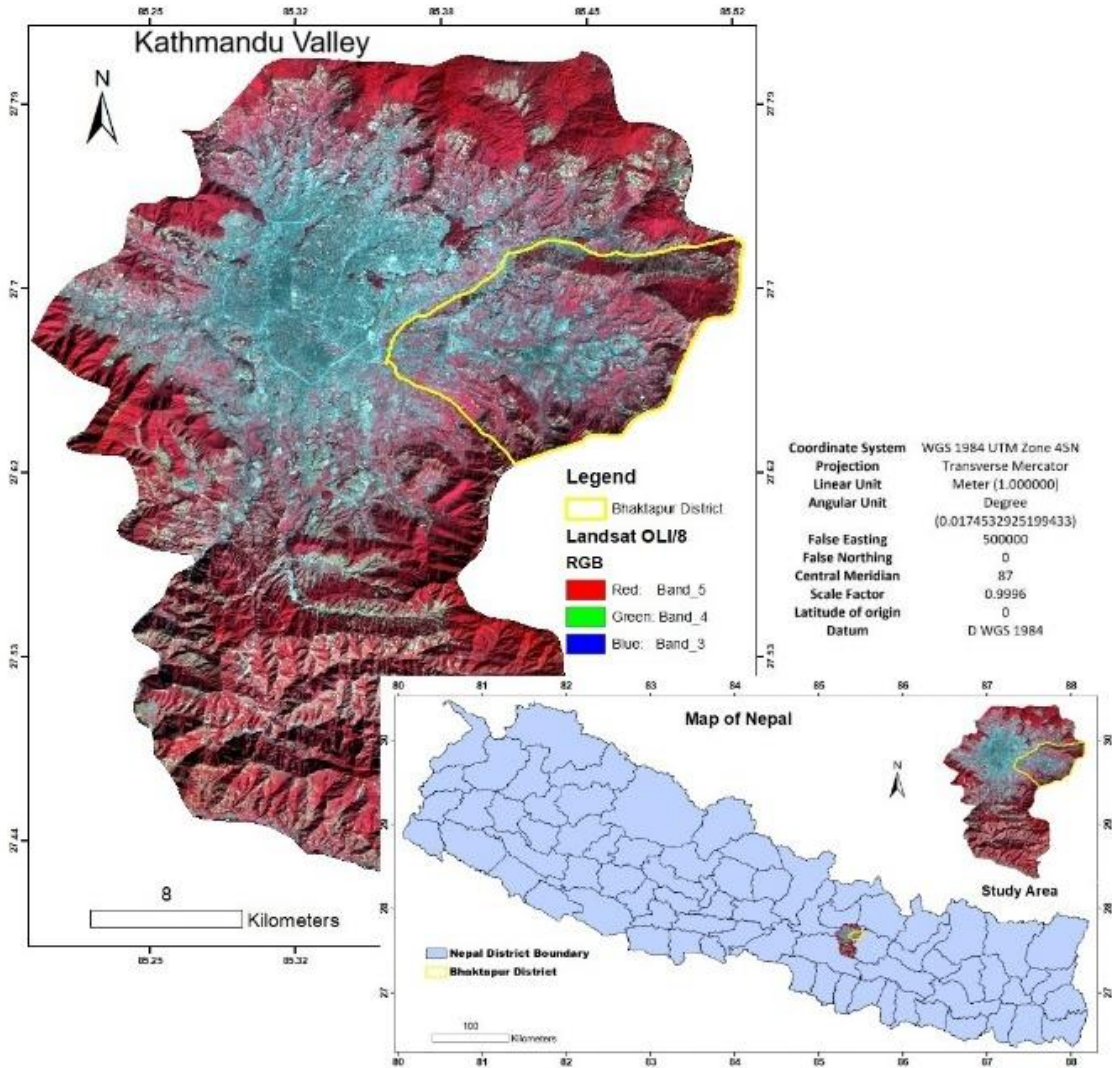 85.25 85.32 85.38 85.45 85.52
Kathmandu Valley
N
27.79 27.79
27.7 27.7
27.62 27.62
27.53 27.53
27.44
Legend
Bhaktapur District
Landsat OLI/8
RGB
Red: Band_5
Green: Band_4
Blue: Band_3
8
Kilometers
85.25 85.32
Coordinate System WGS 1984 UTM Zone 45N
Projection Transverse Mercator
Linear Unit Meter (1.000000)
Angular Unit Degree
(0.0174532925199433)
False Easting 500000
False Northing 0
Central Meridian 87
Scale Factor 0.9996
Latitude of origin 0
Datum D WGS 1984
80 81 82 83 84 85 86 87 88
Map of Nepal
30 30
N
29 29
Study Area
28 28
Nepal District Boundary
Bhaktapur District
27 27
100
Kilometers
80 81 82 83 84 85 86 87 88